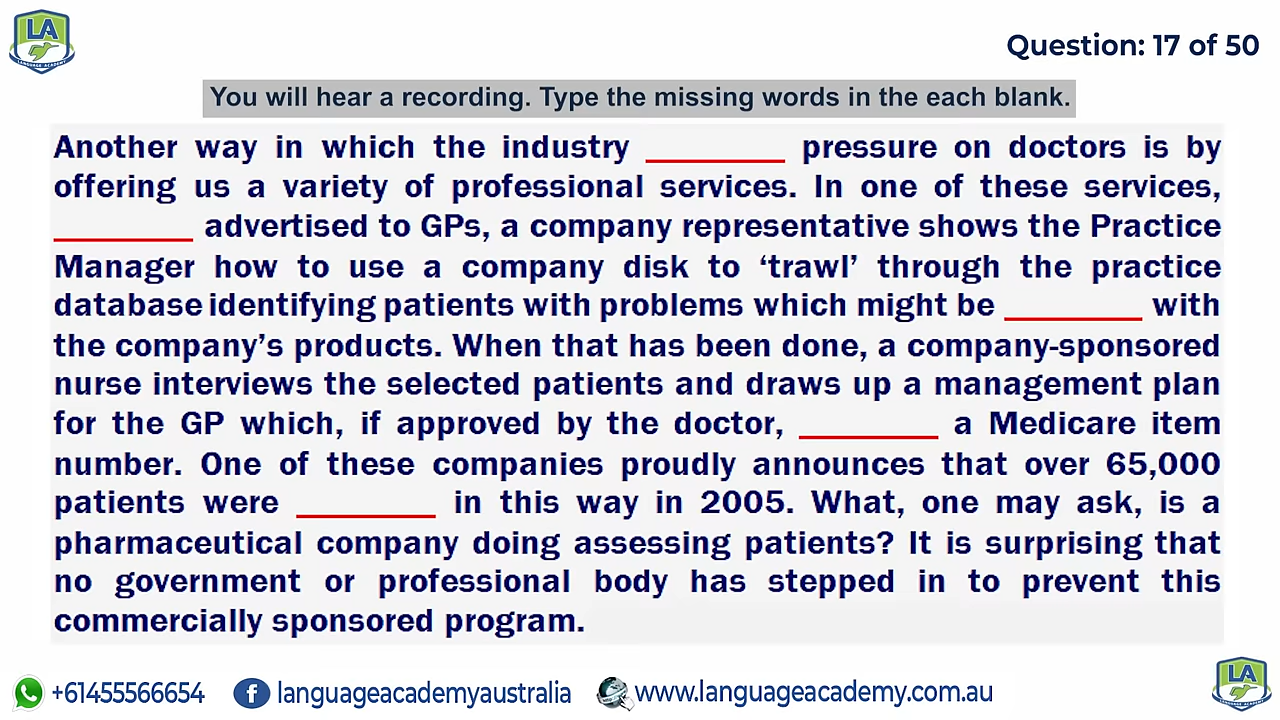 LA
LANGUAGE ACADEMY
Question: 17 of 50
You will hear a recording. Type the missing words in the each blank.
Another way in which the industry ________ pressure on doctors is by
offering us a variety of professional services. In one of these services,
________ advertised to GPs, a company representative shows the Practice
Manager how to use a company disk to ‘trawl’ through the practice
database identifying patients with problems which might be ________ with
the company’s products. When that has been done, a company-sponsored
nurse interviews the selected patients and draws up a management plan
for the GP which, if approved by the doctor, ________ a Medicare item
number. One of these companies proudly announces that over 65,000
patients were ________ in this way in 2005. What, one may ask, is a
pharmaceutical company doing assessing patients? It is surprising that
no government or professional body has stepped in to prevent this
commercially sponsored program.
+61455566654 languageacademyaustralia www.languageacademy.com.au
LA